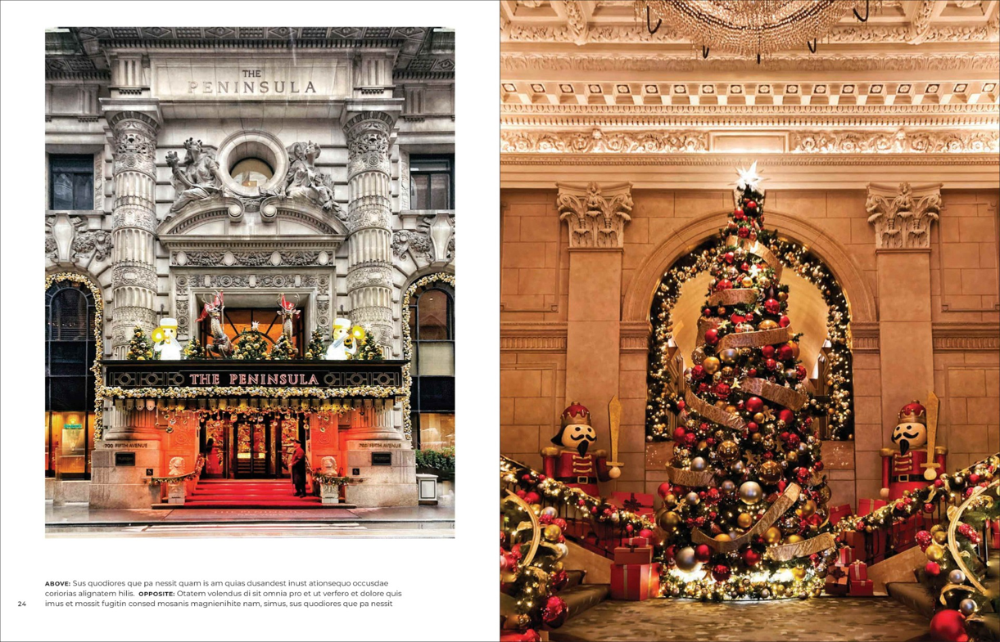 THE
PENINSULA
THE PENINSULA
700 FIFTH AVENUE
700 FIFTH AVENUE
ABOVE: Sus quodiores que pa nessit quam is am quias dusandest inust ationsequo occusdae
coriorias alignatem hilis. OPPOSITE: Otatem volendus di sit omnia pro et ut verfero et dolore quis
24
imus et mossit fugitin consed mosanis magnienihite nam, simus, sus quodiores que pa nessit